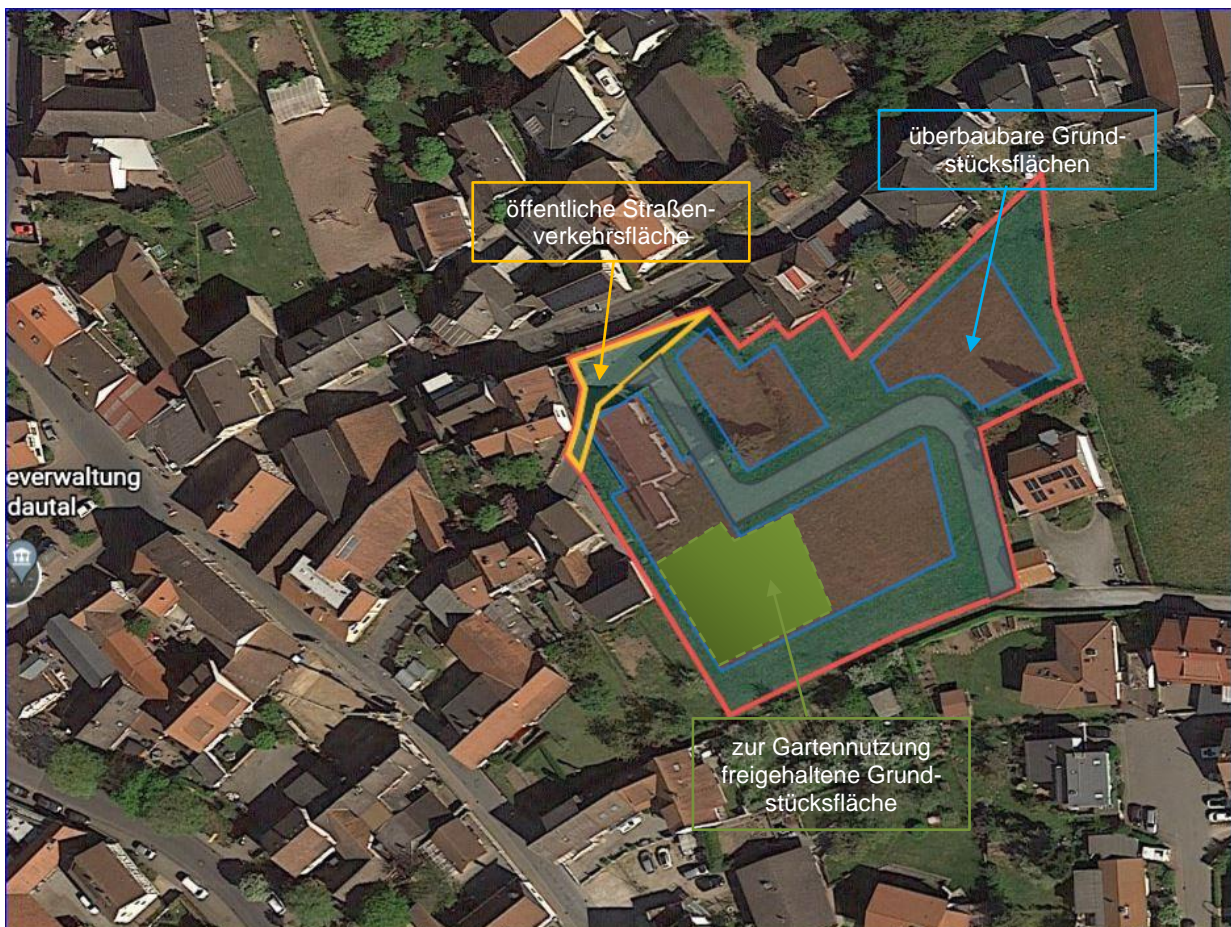 überbaubare Grund-
stücksflächen
öffentliche Straßen-
verkehrsfläche
everwaltung
dautal
zur Gartennutzung
freigehaltene Grund-
stücksfläche